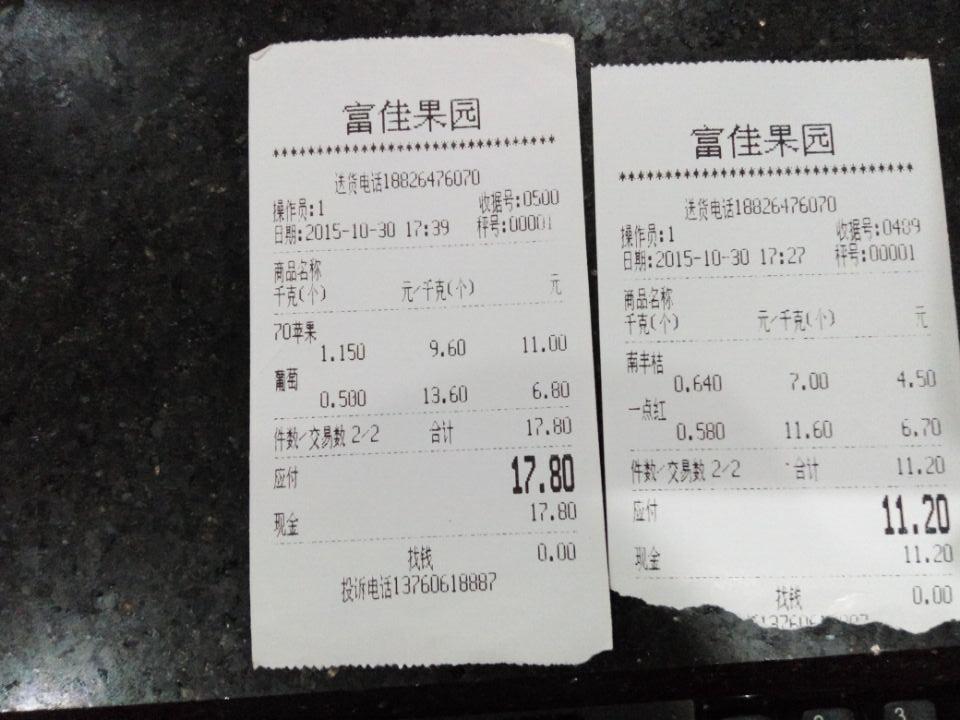 富佳果园
********************************
送货电话18826476070
操作员:1 收据号:0500
日期:2015-10-30 17:39 秤号:00001
商品名称
千克(个) 元/千克(个) 元
70苹果
1.150 9.60 11.00
葡萄
0.500 13.60 6.80
件数/交易数 2/2 合计 17.80
应付 17.80
现金 17.80
找钱 0.00
投诉电话13760618887
富佳果园
********************************
送货电话18826476070
操作员:1 收据号:0489
日期:2015-10-30 17:27 秤号:00001
商品名称
千克(个) 元/千克(个) 元
南丰桔
0.640 7.00 4.50
一点红
0.580 11.60 6.70
件数/交易数 2/2 合计 11.20
应付 11.20
现金 11.20
找钱 0.00